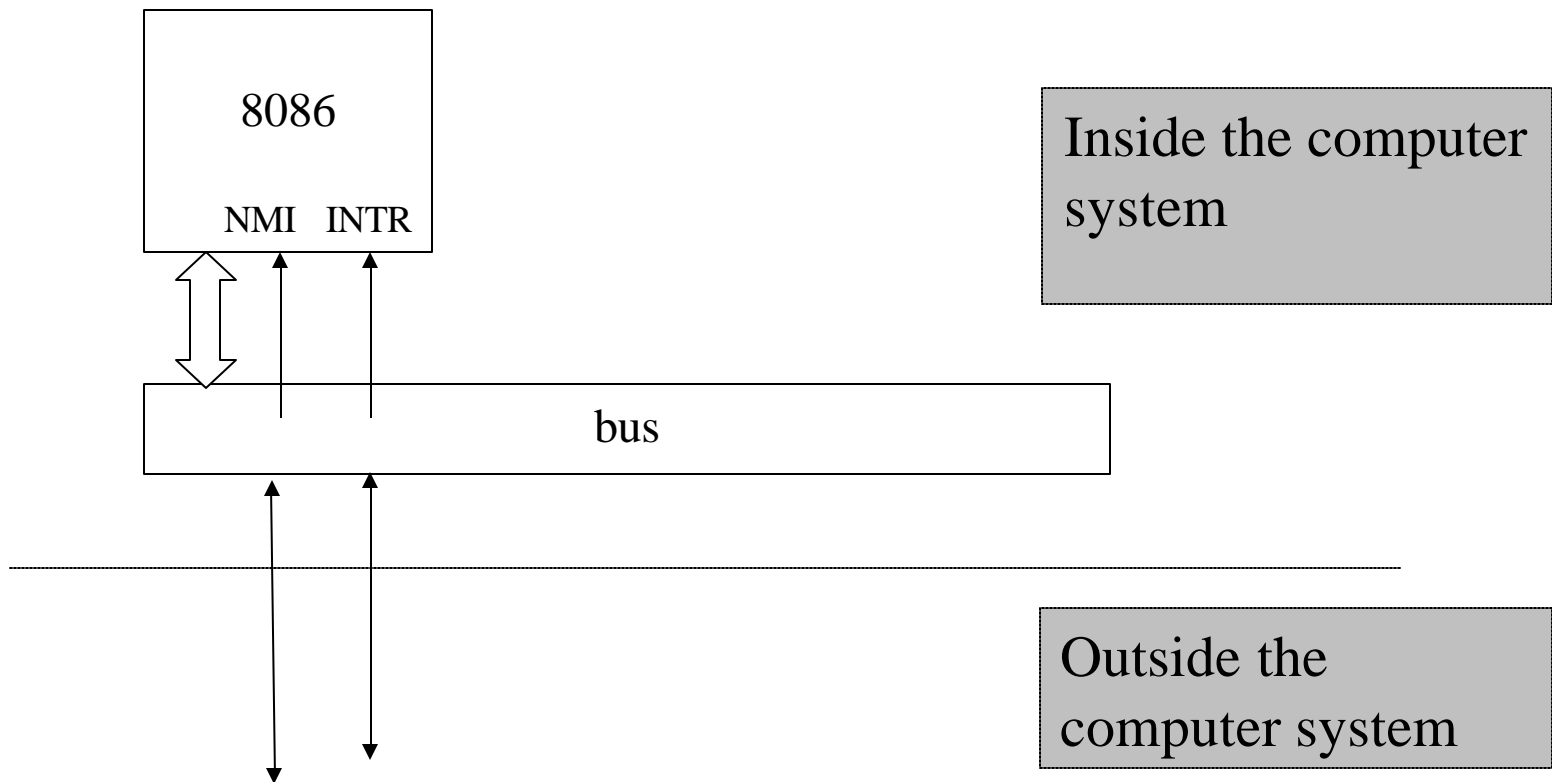 8086
NMI INTR
Inside the computer
system
bus
Outside the
computer system